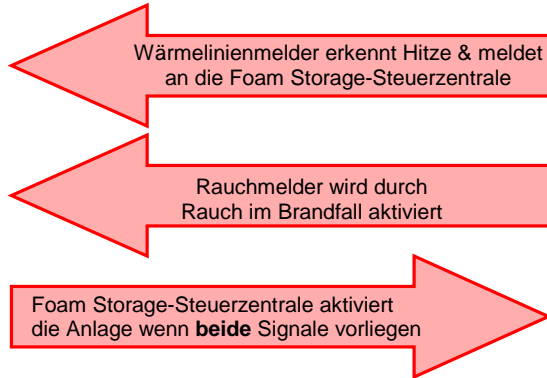 Wärmelinienmelder erkennt Hitze & meldet
an die Foam Storage-Steuerzentrale
Rauchmelder wird durch
Rauch im Brandfall aktiviert
Foam Storage-Steuerzentrale aktiviert
die Anlage wenn beide Signale vorliegen